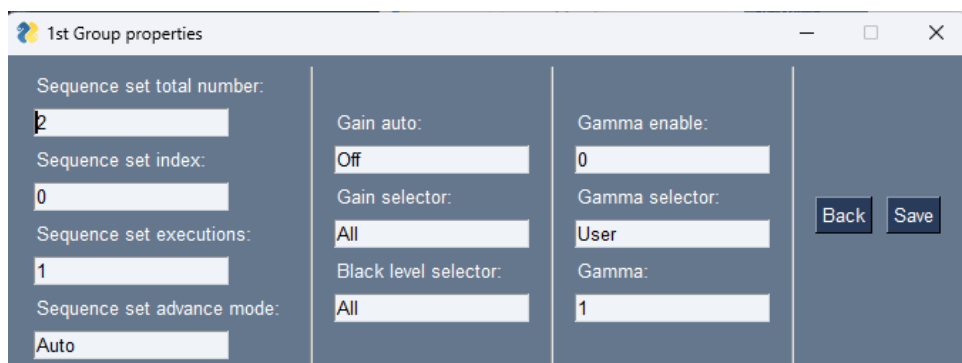 1st Group properties
Sequence set total number:
2
Sequence set index:
0
Sequence set executions:
1
Sequence set advance mode:
Auto
Gain auto:
Off
Gain selector:
All
Black level selector:
All
Gamma enable:
0
Gamma selector:
User
Gamma:
1
Back
Save